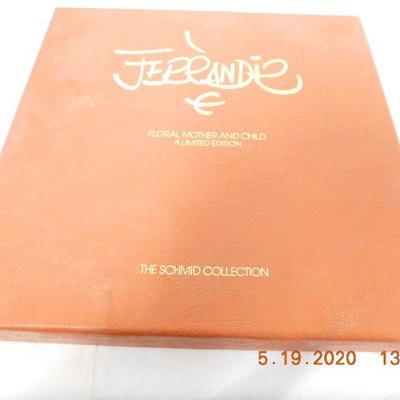 FERRANDIZ
FLORAL MOTHER AND CHILD
A LIMITED EDITION
THE SCHMID COLLECTION
5.19.2020 13